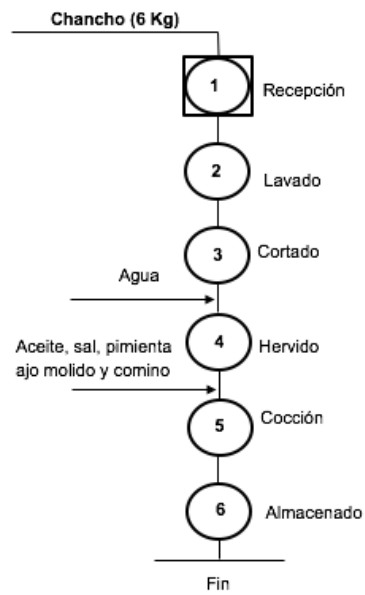 Chancho (6 Kg)
1
Recepción
2
Lavado
3
Cortado
Agua
4
Hervido
Aceite, sal, pimienta
ajo molido y comino
5
Cocción
6
Almacenado
Fin